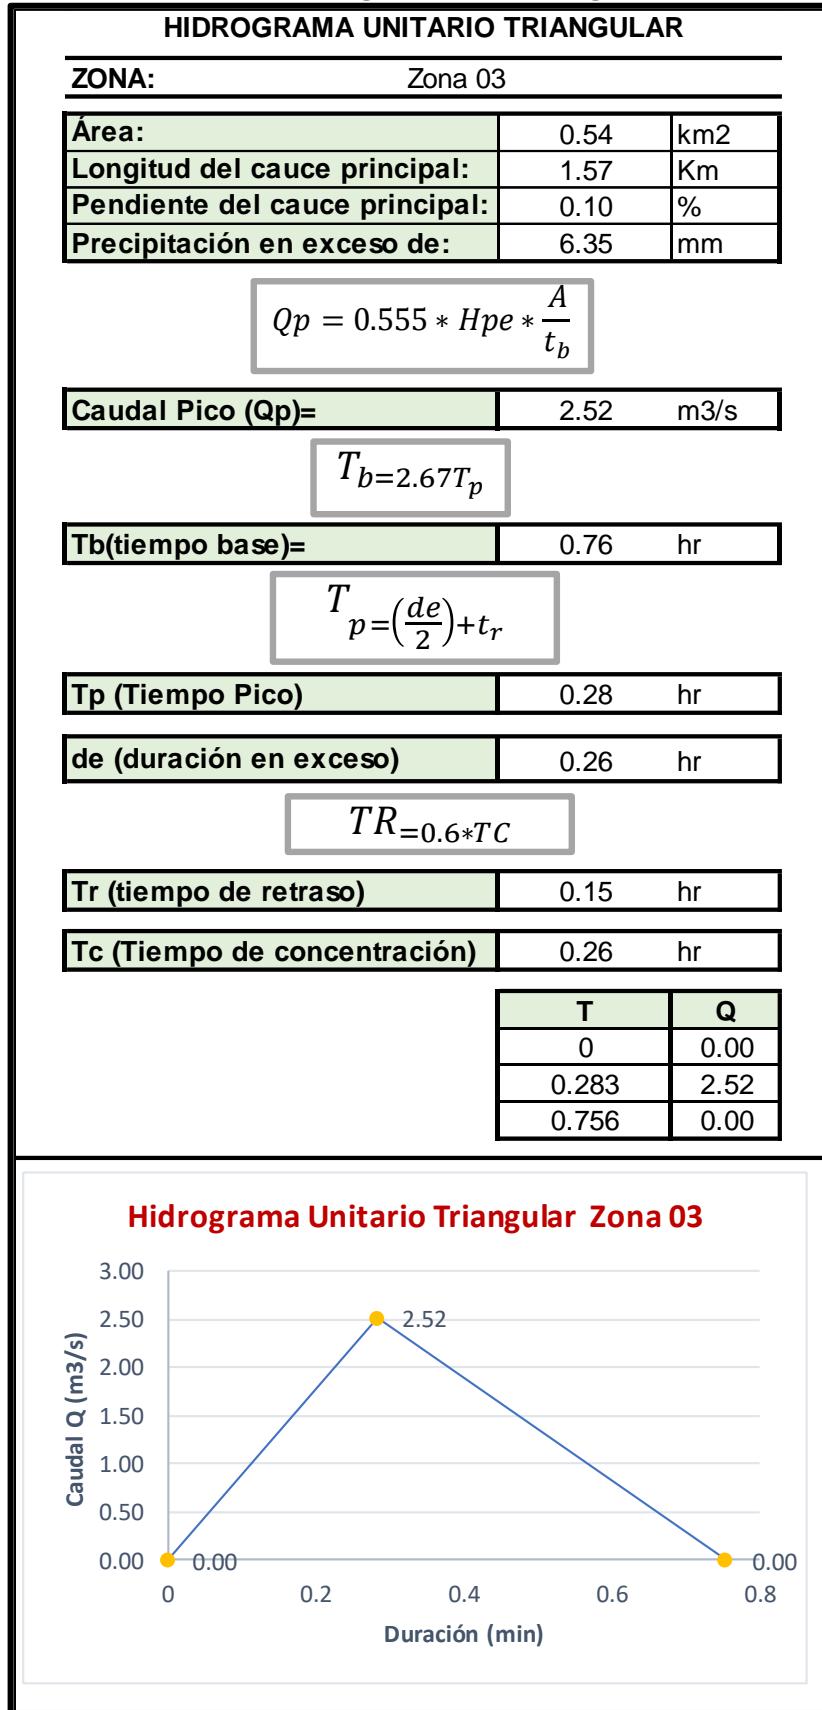 HIDROGRAMA UNITARIO TRIANGULAR
ZONA: Zona 03
Área: 0.54 km2
Longitud del cauce principal: 1.57 Km
Pendiente del cauce principal: 0.10 %
Precipitación en exceso de: 6.35 mm
Qp = 0.555 ∗ Hpe ∗ A/t_b
Caudal Pico (Qp)= 2.52 m3/s
T_b=2.67T_p
Tb(tiempo base)= 0.76 hr
T_p=(de/2)+t_r
Tp (Tiempo Pico) 0.28 hr
de (duración en exceso) 0.26 hr
TR=0.6∗TC
Tr (tiempo de retraso) 0.15 hr
Tc (Tiempo de concentración) 0.26 hr
T Q
0 0.00
0.283 2.52
0.756 0.00
Hidrograma Unitario Triangular Zona 03
Caudal Q (m3/s)
3.00
2.50
2.00
1.50
1.00
0.50
0.00
2.52
0.00
0.00
0 0.2 0.4 0.6 0.8
Duración (min)